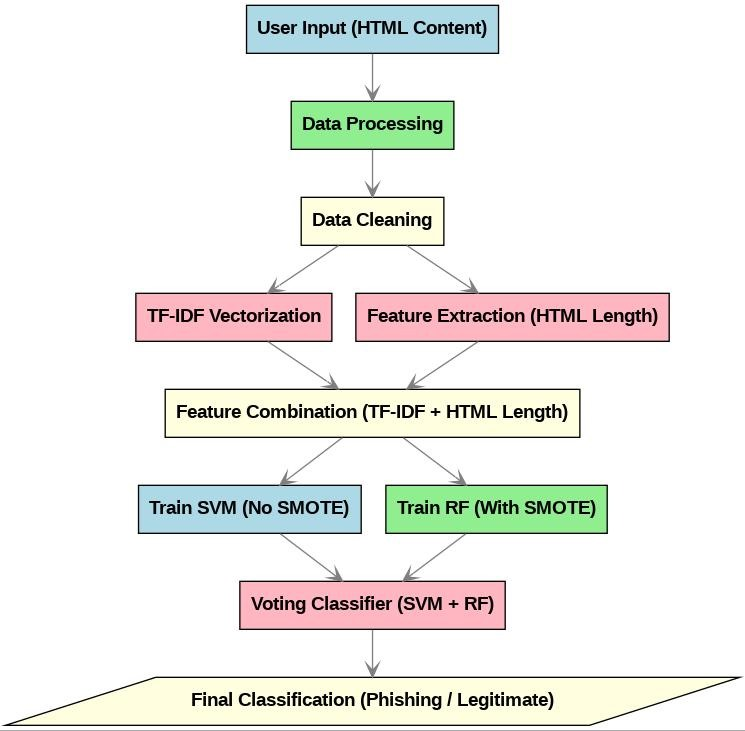 User Input (HTML Content)
Data Processing
Data Cleaning
TF-IDF Vectorization
Feature Extraction (HTML Length)
Feature Combination (TF-IDF + HTML Length)
Train SVM (No SMOTE)
Train RF (With SMOTE)
Voting Classifier (SVM + RF)
Final Classification (Phishing / Legitimate)